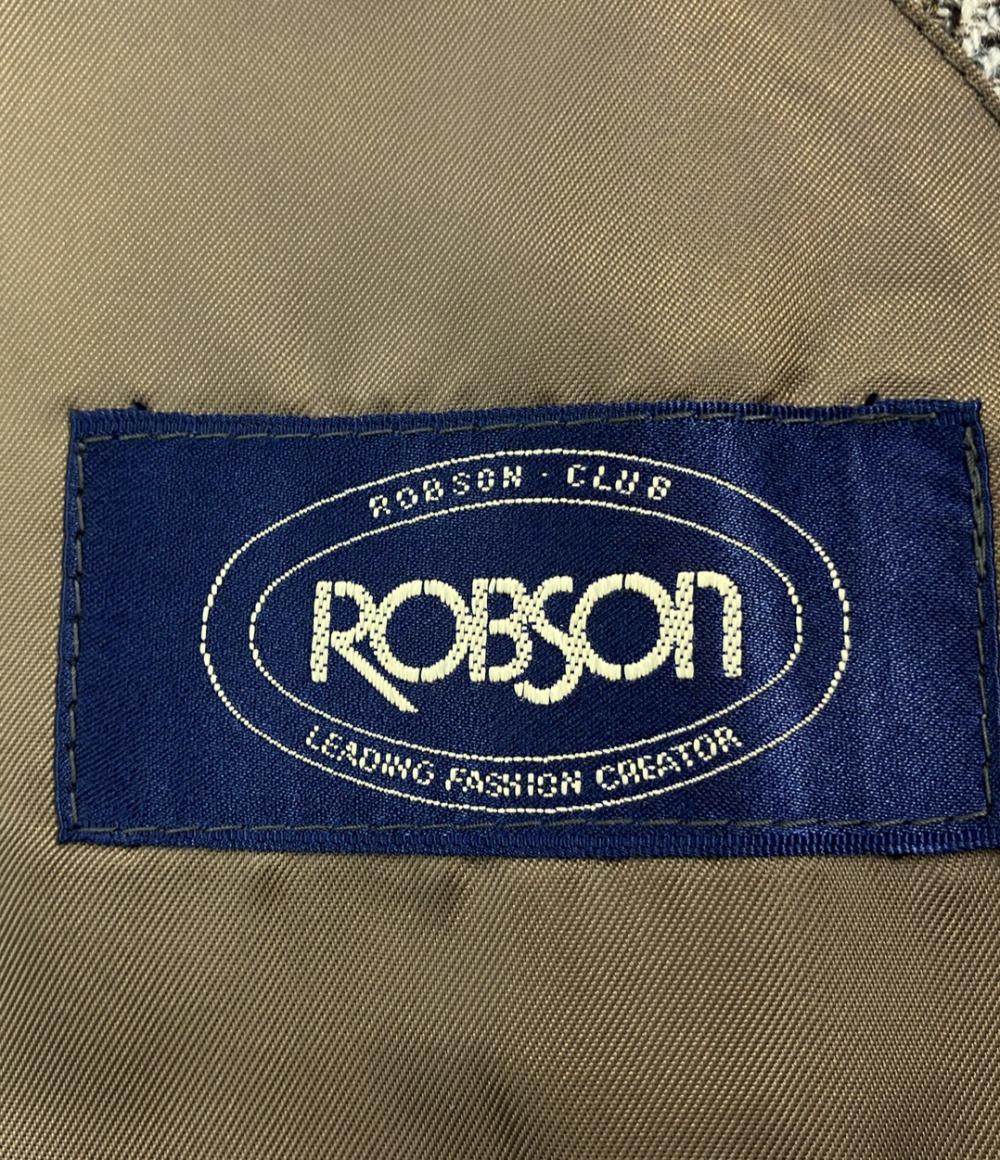 ROBSON · CLUB
ROBSON
LEADING FASHION CREATOR